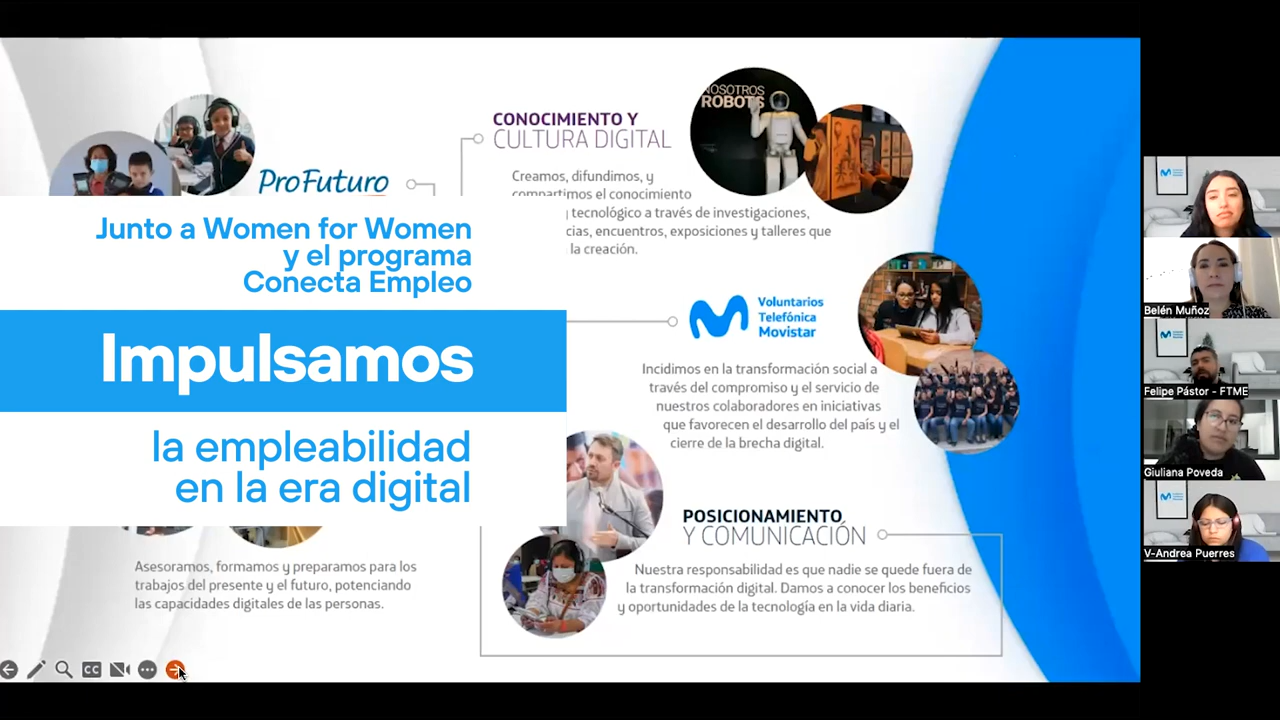 NOSOTROS
ROBOTS
CONOCIMIENTO Y
CULTURA DIGITAL
ProFuturo
Creamos, difundimos, y
compartimos el conocimiento
tecnológico a través de investigaciones,
cias, encuentros, exposiciones y talleres que
la creación.
Junto a Women for Women
y el programa
Conecta Empleo
Impulsamos
la empleabilidad
en la era digital
Voluntarios
Telefónica
Movistar
Incidimos en la transformación social a
través del compromiso y el servicio de
nuestros colaboradores en iniciativas
que favorecen el desarrollo del país y el
cierre de la brecha digital.
POSICIONAMIENTO
Y COMUNICACIÓN
Nuestra responsabilidad es que nadie se quede fuera de
la transformación digital. Damos a conocer los beneficios
y oportunidades de la tecnología en la vida diaria.
Asesoramos, formamos y preparamos para los
trabajos del presente y el futuro, potenciando
las capacidades digitales de las personas.
CC
Belén Muñoz
Felipe Pástor - FTME
Giuliana Poveda
V-Andrea Puerres